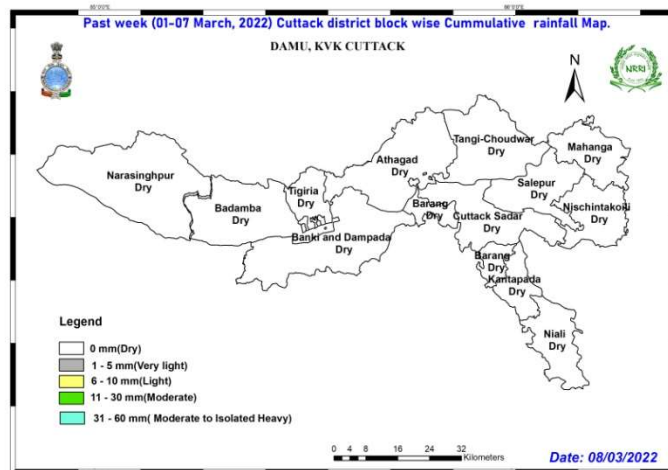 Past week (01-07 March, 2022) Cuttack district block wise Cummulative rainfall Map.
DAMU, KVK CUTTACK
NRRI
N
Tangi-Choudwar
Dry
Mahanga
Dry
Athagad
Dry
Narasinghpur
Dry
Tigiria
Dry
Salepur
Dry
Badamba
Dry
Barang
Dry
Cuttack Sadar
Dry
Nischintakoili
Dry
Banki and Dampada
Dry
Barang
Dry
Kantapada
Dry
Niali
Dry
Legend
0 mm(Dry)
1 - 5 mm(Very light)
6 - 10 mm(Light)
11 - 30 mm(Moderate)
31 - 60 mm( Moderate to Isolated Heavy)
0 4 8 16 24 32
Kilometers
Date: 08/03/2022